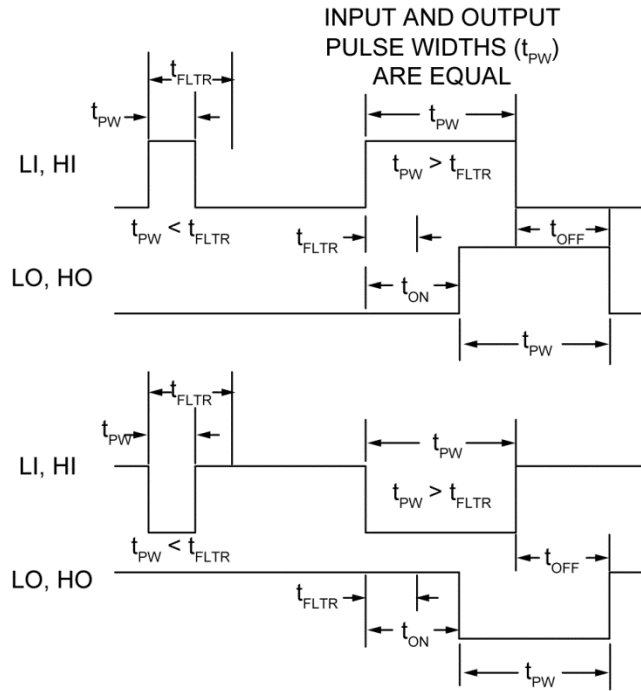 INPUT AND OUTPUT
PULSE WIDTHS (tPW)
ARE EQUAL
tFLTR
tPW
tPW
LI, HI
tPW > tFLTR
tPW < tFLTR
tFLTR
tOFF
LO, HO
tON
tPW
tFLTR
tPW
tPW
LI, HI
tPW > tFLTR
tPW < tFLTR
tOFF
LO, HO
tFLTR
tON
tPW